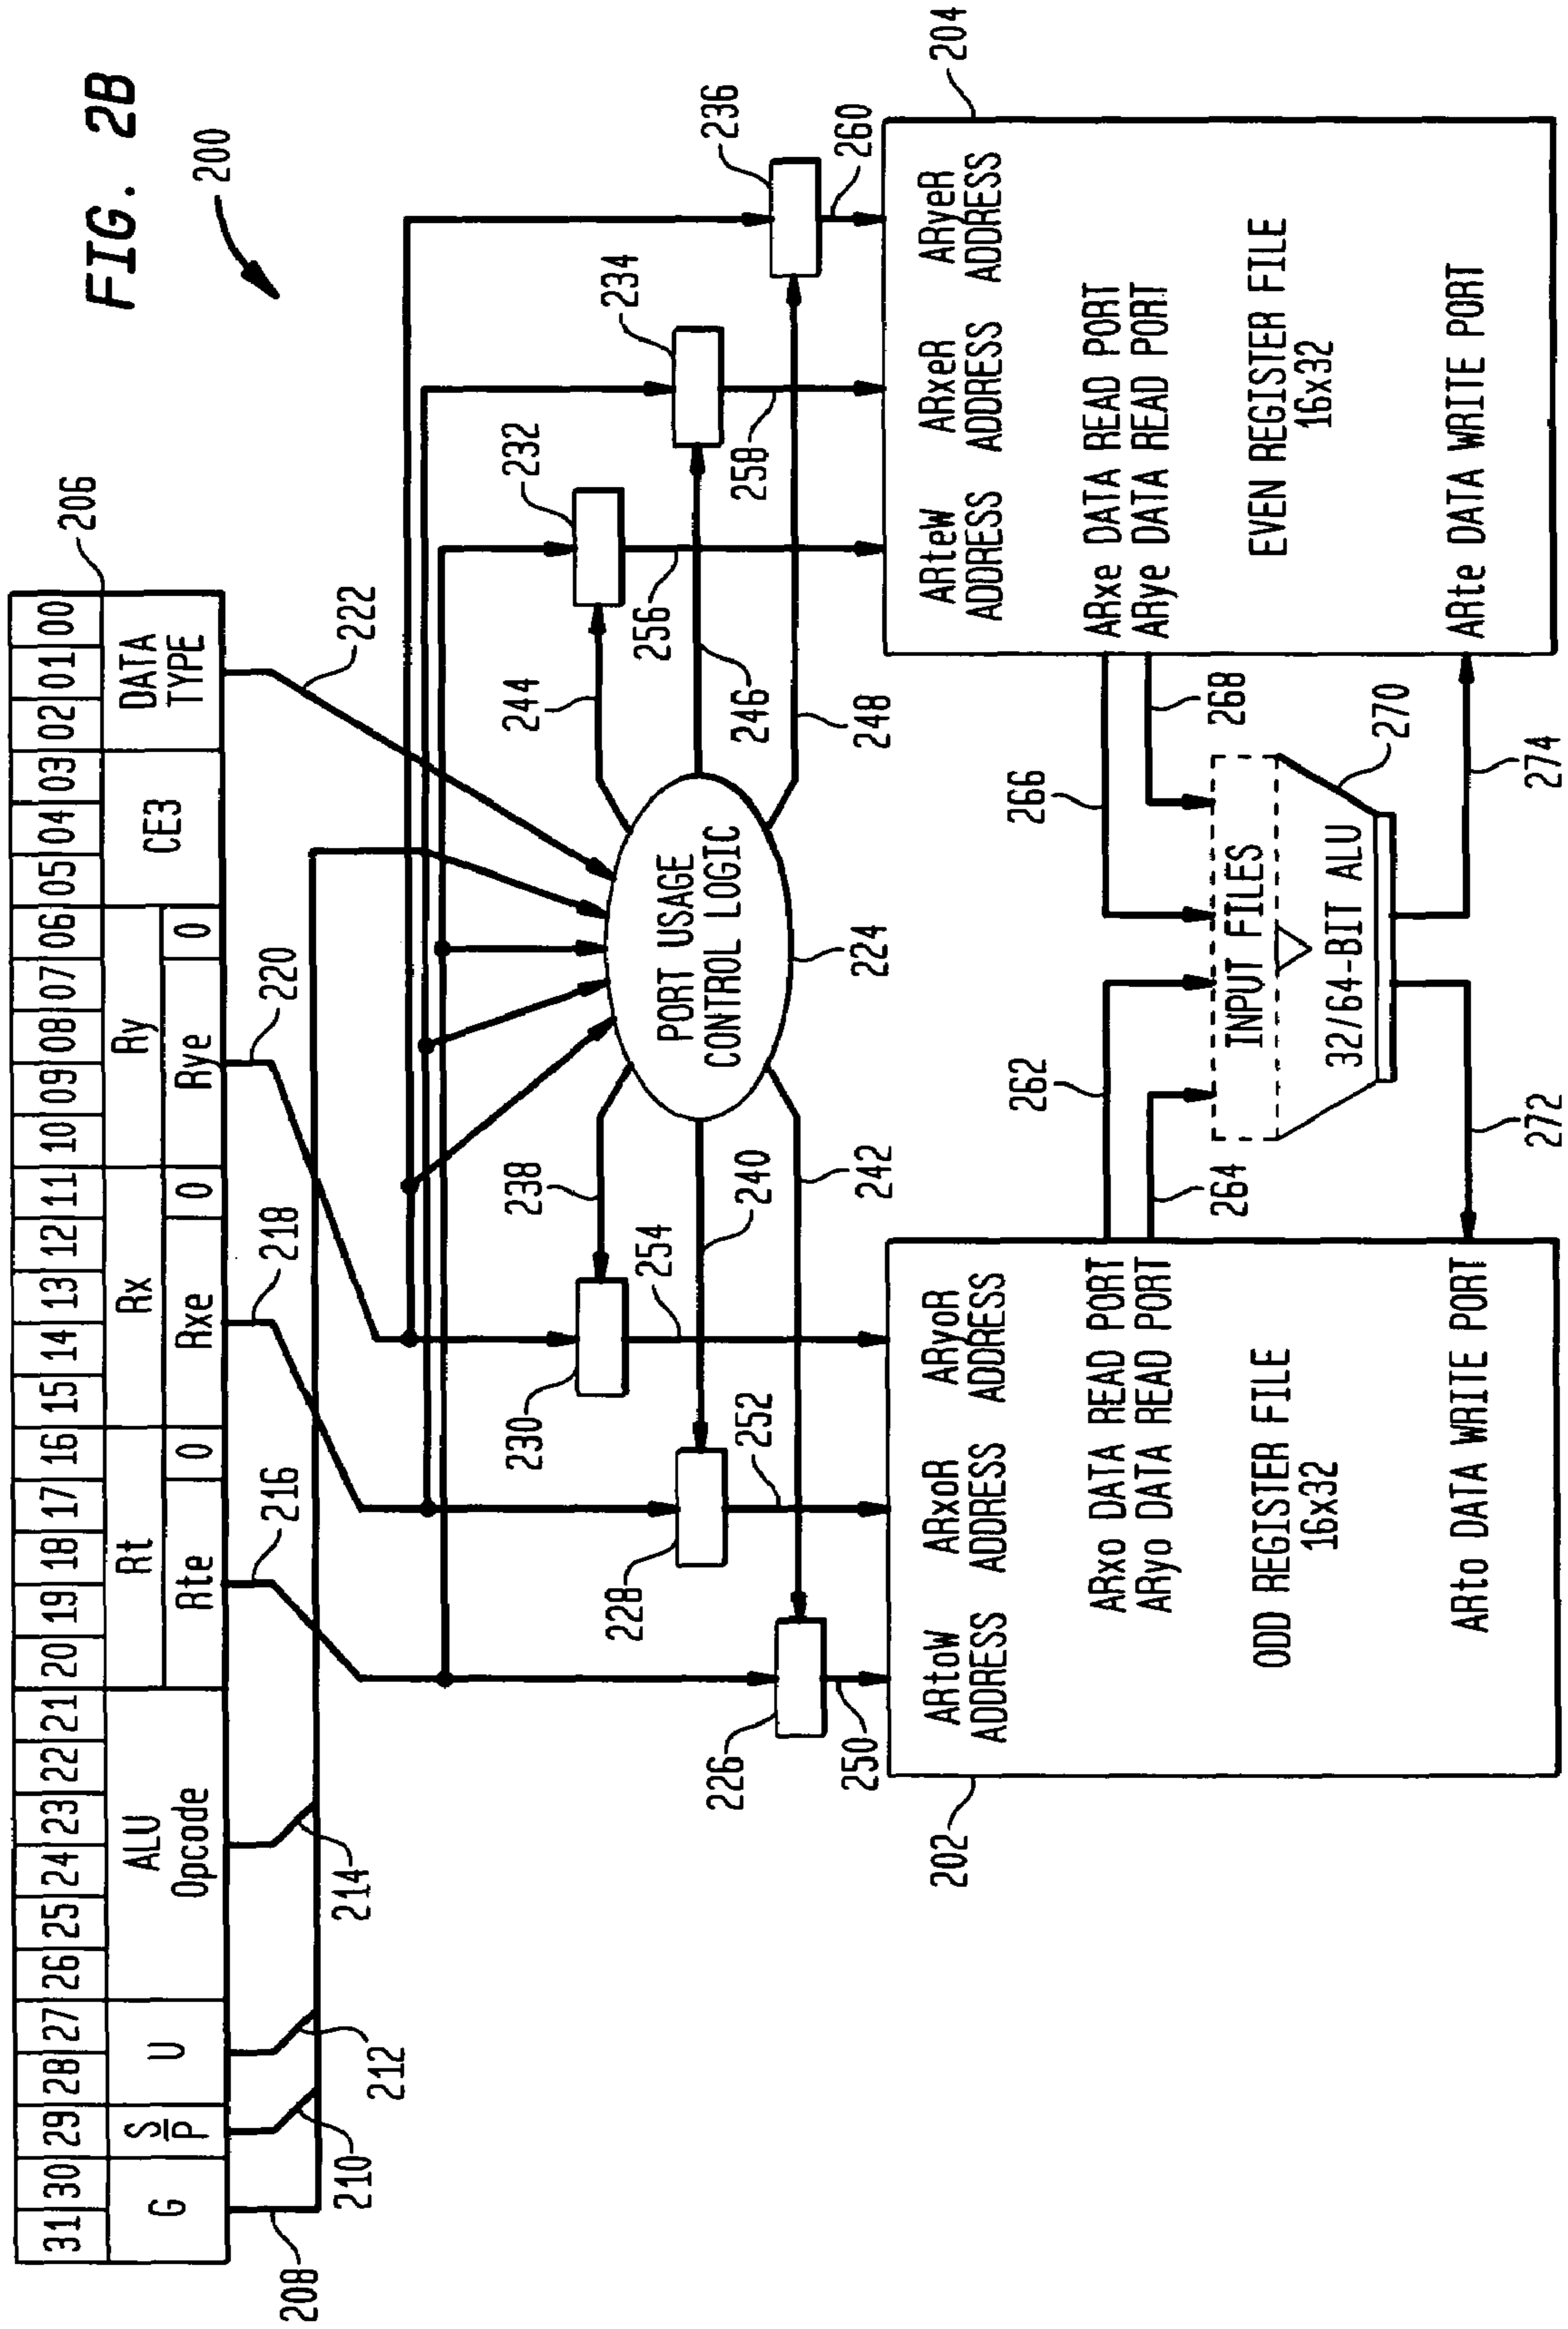 FIG. 2B
200
206
31 30 29 28 27 26 25 24 23 22 21 20 19 18 17 16 15 14 13 12 11 10 09 08 07 06 05 04 03 02 01 00
G
S/P
U
ALU
Opcode
Rt
Rte
0
Rx
Rxe
0
Ry
Rye
0
CE3
DATA
TYPE
208
210
212
214
216
218
220
222
PORT USAGE
CONTROL LOGIC
224
226
228
230
232
234
236
238
240
242
244
246
248
250
252
254
256
258
260
202
ARtoW
ADDRESS
ARxoR
ADDRESS
ARyoR
ADDRESS
ARxo DATA READ PORT
ARyo DATA READ PORT
ODD REGISTER FILE
16x32
ARto DATA WRITE PORT
262
264
266
268
INPUT FILES
32/64-BIT ALU
270
272
274
204
ARteW
ADDRESS
ARxeR
ADDRESS
ARyeR
ADDRESS
ARxe DATA READ PORT
ARye DATA READ PORT
EVEN REGISTER FILE
16x32
ARte DATA WRITE PORT